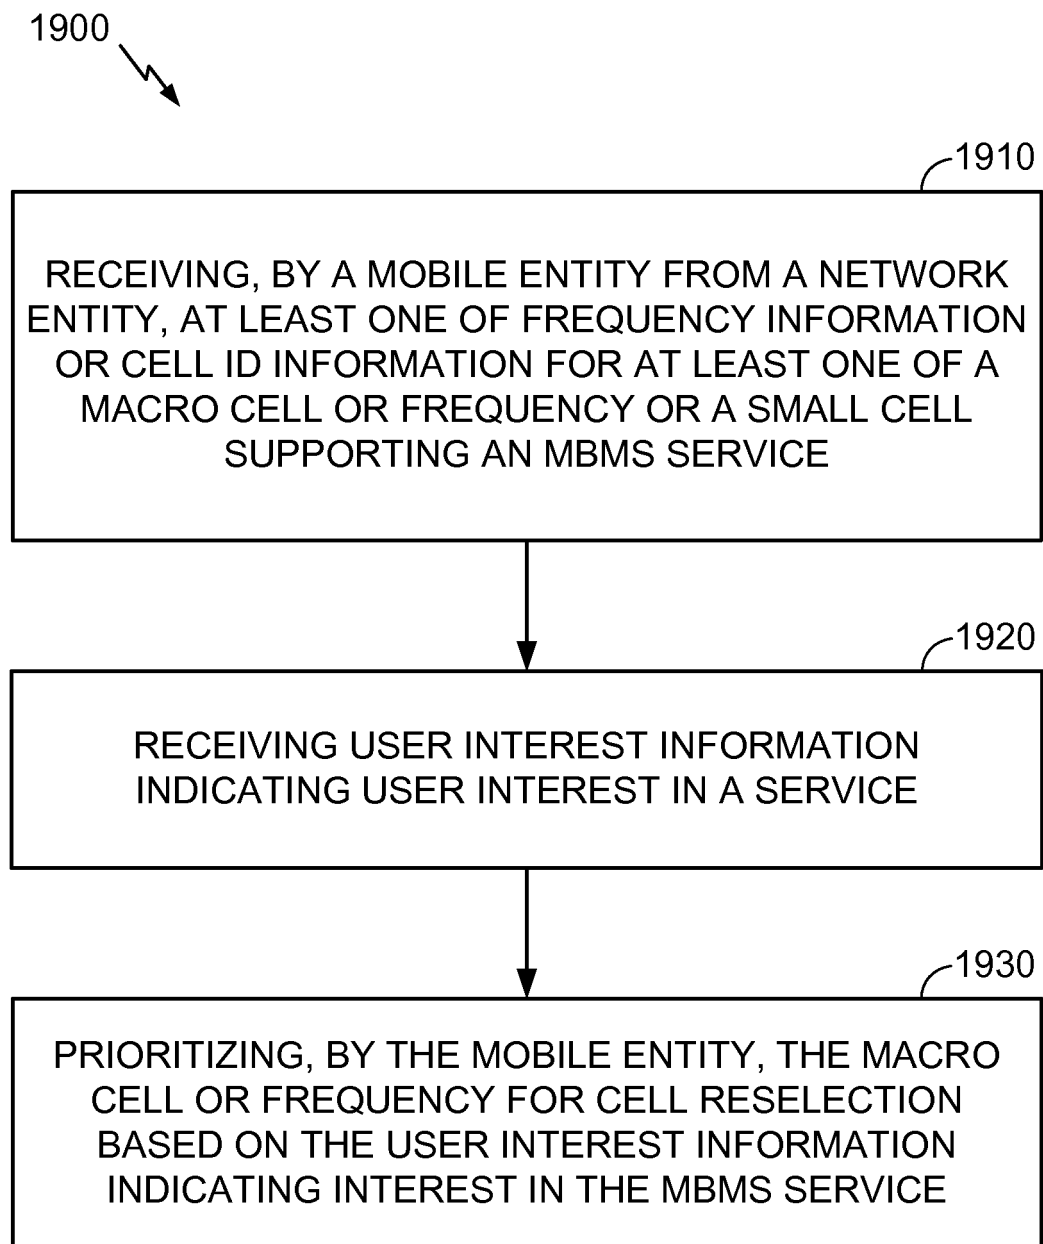 1900
1910
RECEIVING, BY A MOBILE ENTITY FROM A NETWORK
ENTITY, AT LEAST ONE OF FREQUENCY INFORMATION
OR CELL ID INFORMATION FOR AT LEAST ONE OF A
MACRO CELL OR FREQUENCY OR A SMALL CELL
SUPPORTING AN MBMS SERVICE
1920
RECEIVING USER INTEREST INFORMATION
INDICATING USER INTEREST IN A SERVICE
1930
PRIORITIZING, BY THE MOBILE ENTITY, THE MACRO
CELL OR FREQUENCY FOR CELL RESELECTION
BASED ON THE USER INTEREST INFORMATION
INDICATING INTEREST IN THE MBMS SERVICE